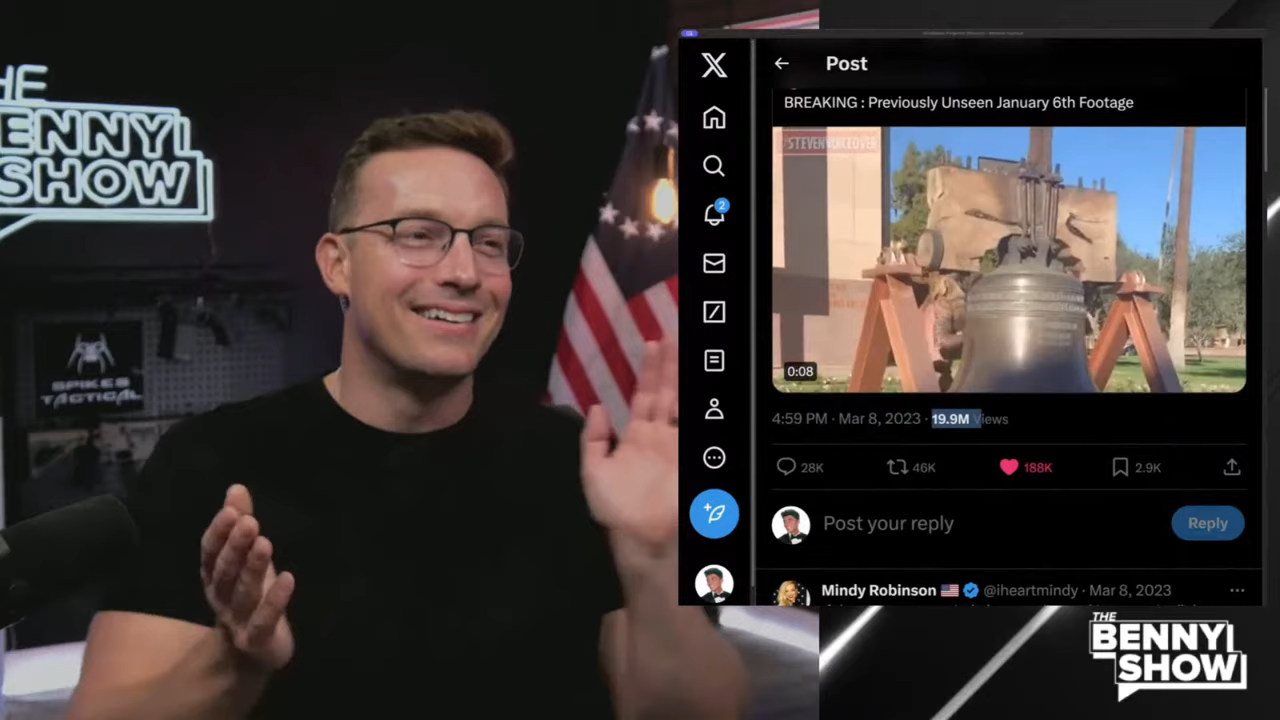 THE
BENNY
SHOW
SPIKES
TACTICAL
Post
BREAKING : Previously Unseen January 6th Footage
STEVENVOICEOVER
0:08
4:59 PM · Mar 8, 2023 · 19.9M Views
28K
46K
188K
2.9K
2
Post your reply
Reply
Mindy Robinson 🇺🇸 @iheartmindy · Mar 8, 2023
THE
BENNY
SHOW